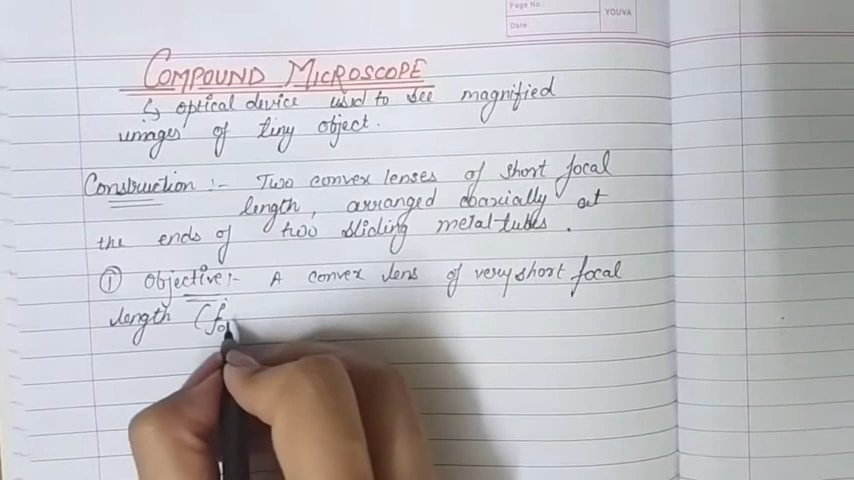 Page No.
Date
YOUVA
COMPOUND MICROSCOPE
↳ optical device used to see magnified
images of tiny object.
Construction :- Two convex lenses of short focal
length, arranged coaxially at
the ends of two sliding metal tubes.
① Objective :- A convex lens of very short focal
length (fo